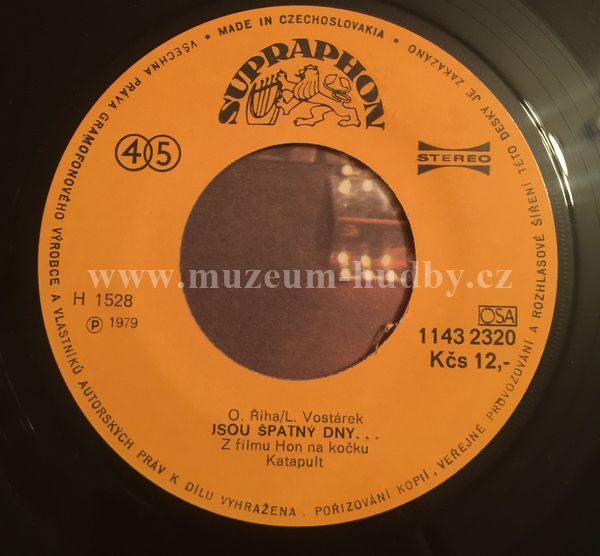 VŠECHNA PRÁVA GRAMOFONOVÉHO VÝROBCE A VLASTNÍKŮ AUTORSKÝCH PRÁV K DÍLU VYHRAŽENA . POŘIZOVÁNÍ KOPIÍ, VEŘEJNÉ PROVOZOVÁNÍ A ROZHLASOVÉ ŠÍŘENÍ TÉTO DESKY JE ZAKÁZÁNO
• MADE IN CZECHOSLOVAKIA •
SUPRAPHON
45
STEREO
www.muzeum-hudby.cz
H 1528
Ⓟ 1979
OSA
1143 2320
Kčs 12,-
O. Říha/L. Vostárek
JSOU ŠPATNÝ DNY...
Z filmu Hon na kočku
Katapult